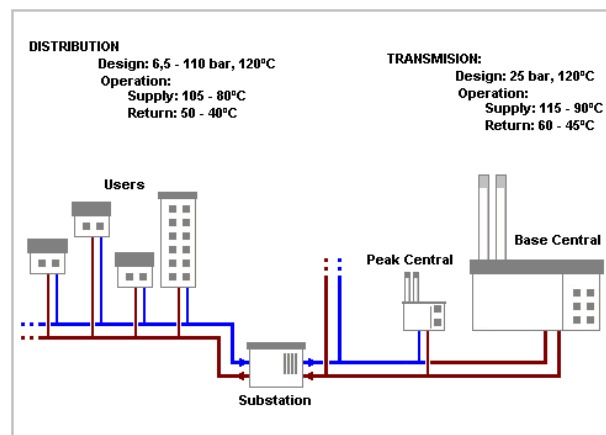 DISTRIBUTION
Design: 6,5 - 110 bar, 120ºC
Operation:
Supply: 105 - 80ºC
Return: 50 - 40ºC
TRANSMISION:
Design: 25 bar, 120ºC
Operation:
Supply: 115 - 90ºC
Return: 60 - 45ºC
Users
Peak Central
Base Central
Substation